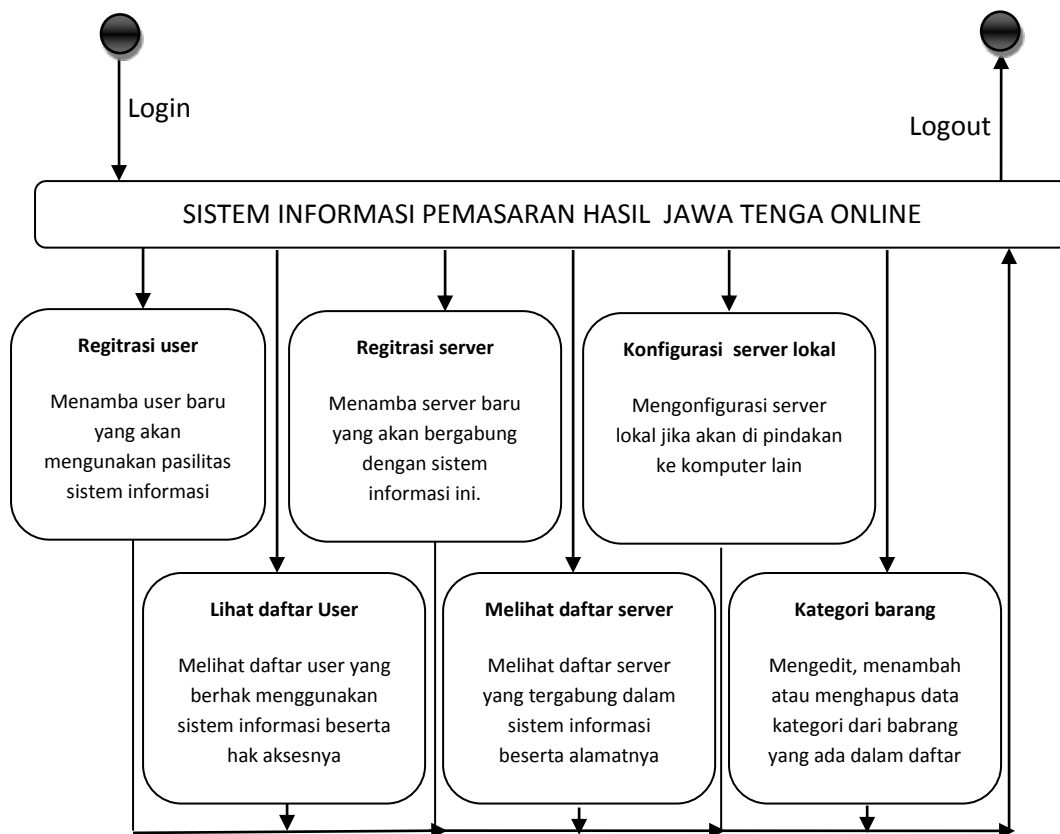 Login
Logout
SISTEM INFORMASI PEMASARAN HASIL JAWA TENGA ONLINE
Regitrasi user
Menamba user baru
yang akan
mengunakan pasilitas
sistem informasi
Regitrasi server
Menamba server baru
yang akan bergabung
dengan sistem
informasi ini.
Konfigurasi server lokal
Mengonfigurasi server
lokal jika akan di pindakan
ke komputer lain
Lihat daftar User
Melihat daftar user yang
berhak menggunakan
sistem informasi beserta
hak aksesnya
Melihat daftar server
Melihat daftar server
yang tergabung dalam
sistem informasi
beserta alamatnya
Kategori barang
Mengedit, menambah
atau menghapus data
kategori dari babrang
yang ada dalam daftar